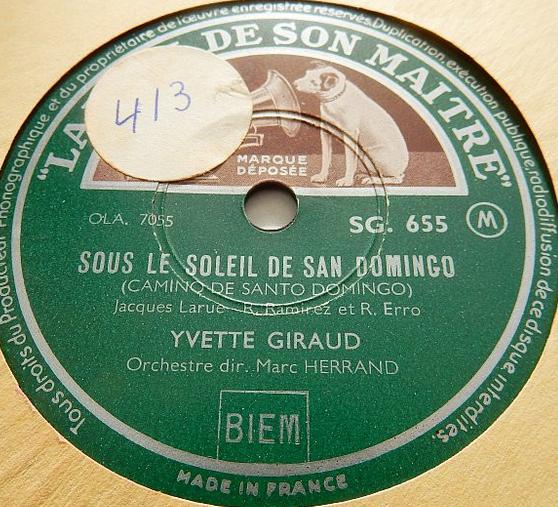 Tous droits du Producteur Phonographique et du propriétaire de l'œuvre enregistrée réservés. Duplication, exécution publique, radiodiffusion de ce disque interdites.
"LA DE SON MAITRE"
413
MARQUE
DÉPOSÉE
OLA. 7055
SG. 655 M
SOUS LE SOLEIL DE SAN DOMINGO
(CAMINO DE SANTO DOMINGO)
Jacques Larue - R. Ramirez et R. Erro
YVETTE GIRAUD
Orchestre dir. Marc HERRAND
BIEM
MADE IN FRANCE